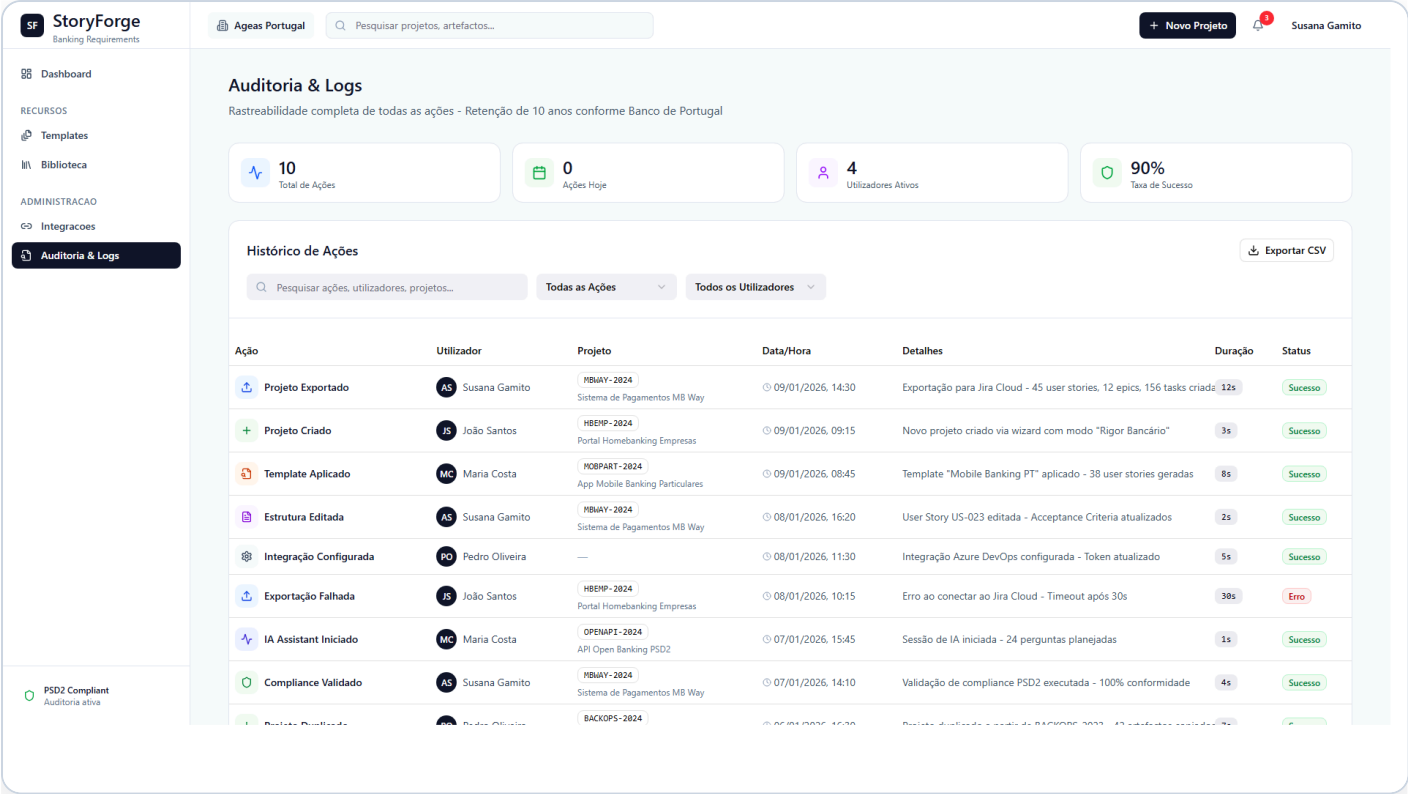 SF
StoryForge
Banking Requirements
Ageas Portugal
Pesquisar projetos, artefactos...
+ Novo Projeto
3
Susana Gamito
Dashboard
RECURSOS
Templates
Biblioteca
ADMINISTRACAO
Integracoes
Auditoria & Logs
PSD2 Compliant
Auditoria ativa
Auditoria & Logs
Rastreabilidade completa de todas as ações - Retenção de 10 anos conforme Banco de Portugal
10
Total de Ações
0
Ações Hoje
4
Utilizadores Ativos
90%
Taxa de Sucesso
Histórico de Ações
Exportar CSV
Pesquisar ações, utilizadores, projetos...
Todas as Ações
Todos os Utilizadores
Ação Utilizador Projeto Data/Hora Detalhes Duração Status
Projeto Exportado AS Susana Gamito MBWAY-2024 09/01/2026, 14:30 Exportação para Jira Cloud - 45 user stories, 12 epics, 156 tasks criada 12s Sucesso
Sistema de Pagamentos MB Way
Projeto Criado JS João Santos HBEMP-2024 09/01/2026, 09:15 Novo projeto criado via wizard com modo "Rigor Bancário" 3s Sucesso
Portal Homebanking Empresas
Template Aplicado MC Maria Costa MOBPART-2024 09/01/2026, 08:45 Template "Mobile Banking PT" aplicado - 38 user stories geradas 8s Sucesso
App Mobile Banking Particulares
Estrutura Editada AS Susana Gamito MBWAY-2024 08/01/2026, 16:20 User Story US-023 editada - Acceptance Criteria atualizados 2s Sucesso
Sistema de Pagamentos MB Way
Integração Configurada PO Pedro Oliveira — 08/01/2026, 11:30 Integração Azure DevOps configurada - Token atualizado 5s Sucesso
Exportação Falhada JS João Santos HBEMP-2024 08/01/2026, 10:15 Erro ao conectar ao Jira Cloud - Timeout após 30s 30s Erro
Portal Homebanking Empresas
IA Assistant Iniciado MC Maria Costa OPENAPI-2024 07/01/2026, 15:45 Sessão de IA iniciada - 24 perguntas planejadas 1s Sucesso
API Open Banking PSD2
Compliance Validado AS Susana Gamito MBWAY-2024 07/01/2026, 14:10 Validação de compliance PSD2 executada - 100% conformidade 4s Sucesso
Sistema de Pagamentos MB Way
Projeto Duplicado Pedro Oliveira BACKOPS-2024